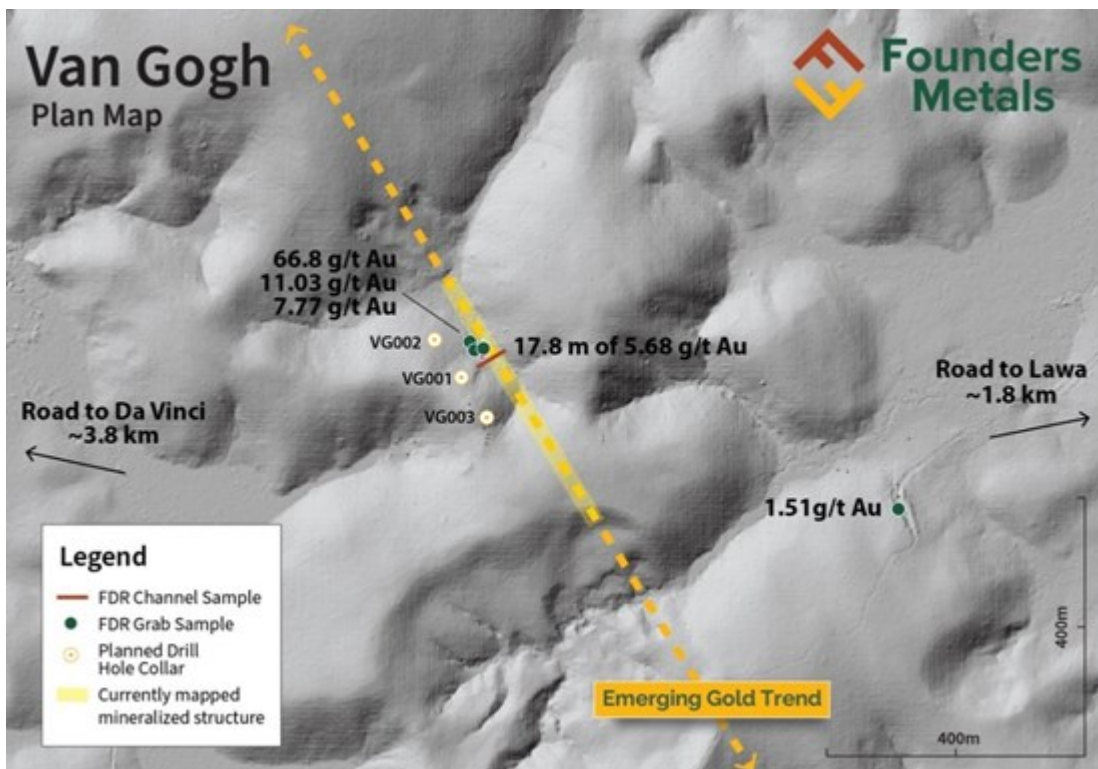 Van Gogh
Plan Map
Founders
Metals
66.8 g/t Au
11.03 g/t Au
7.77 g/t Au
VG002
17.8 m of 5.68 g/t Au
VG001
VG003
Road to Da Vinci
~3.8 km
Road to Lawa
~1.8 km
1.51g/t Au
Legend
FDR Channel Sample
FDR Grab Sample
Planned Drill
Hole Collar
Currently mapped
mineralized structure
Emerging Gold Trend
400m
400m